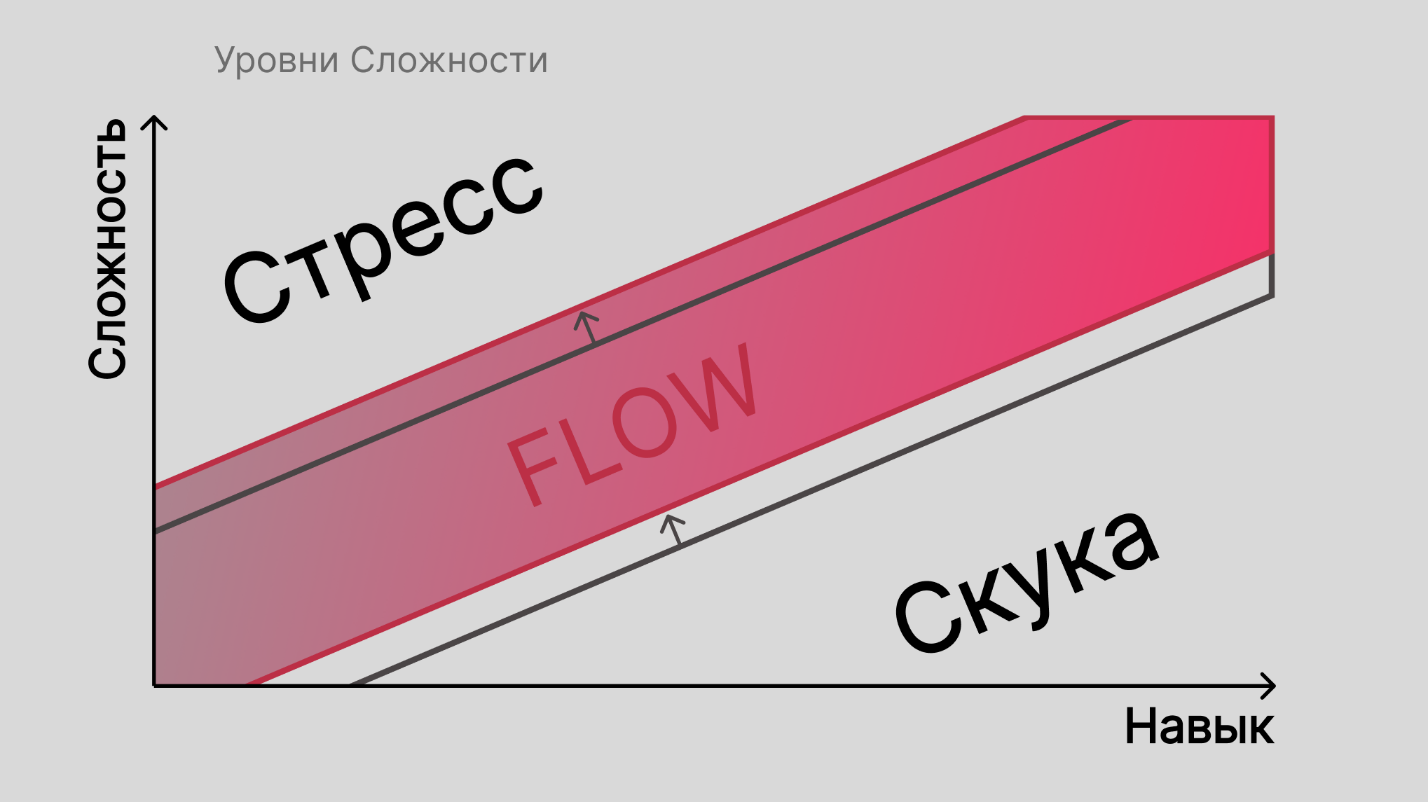 Уровни Сложности
Сложность
Стресс
FLOW
Скука
Навык